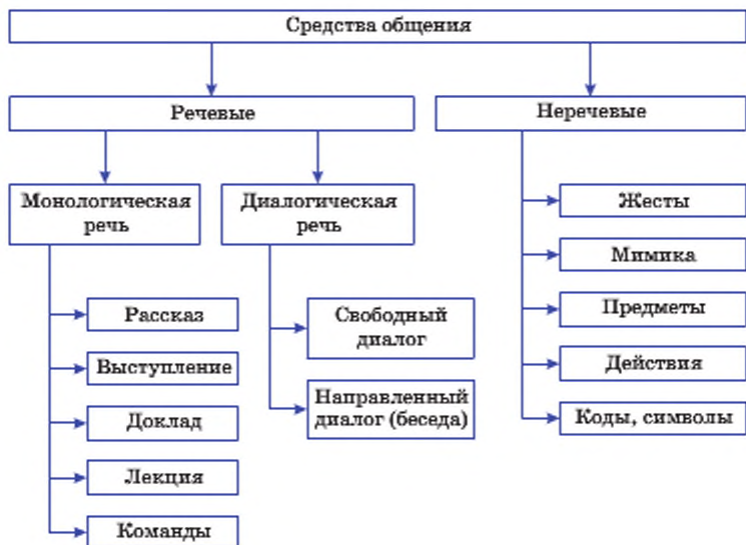 Средства общения
Речевые
Неречевые
Монологическая
речь
Диалогическая
речь
Рассказ
Выступление
Доклад
Лекция
Команды
Свободный
диалог
Направленный
диалог (беседа)
Жесты
Мимика
Предметы
Действия
Коды, символы